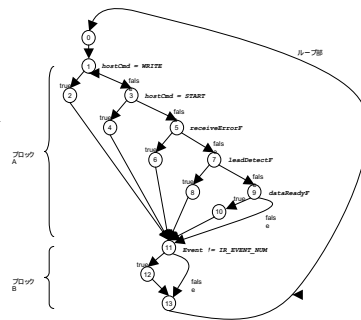 0
ループ部
1 hostCmd = WRITE
true
fals
e
2
3 hostCmd = START
true
fals
e
4
5 receiveErrorF
true
fals
e
6
7 leadDetectF
true
fals
e
8
9 dataReadyF
true
fals
e
10
ブロック
A
11 Event != IR_EVENT_NUM
true
fals
e
12
ブロック
B
13